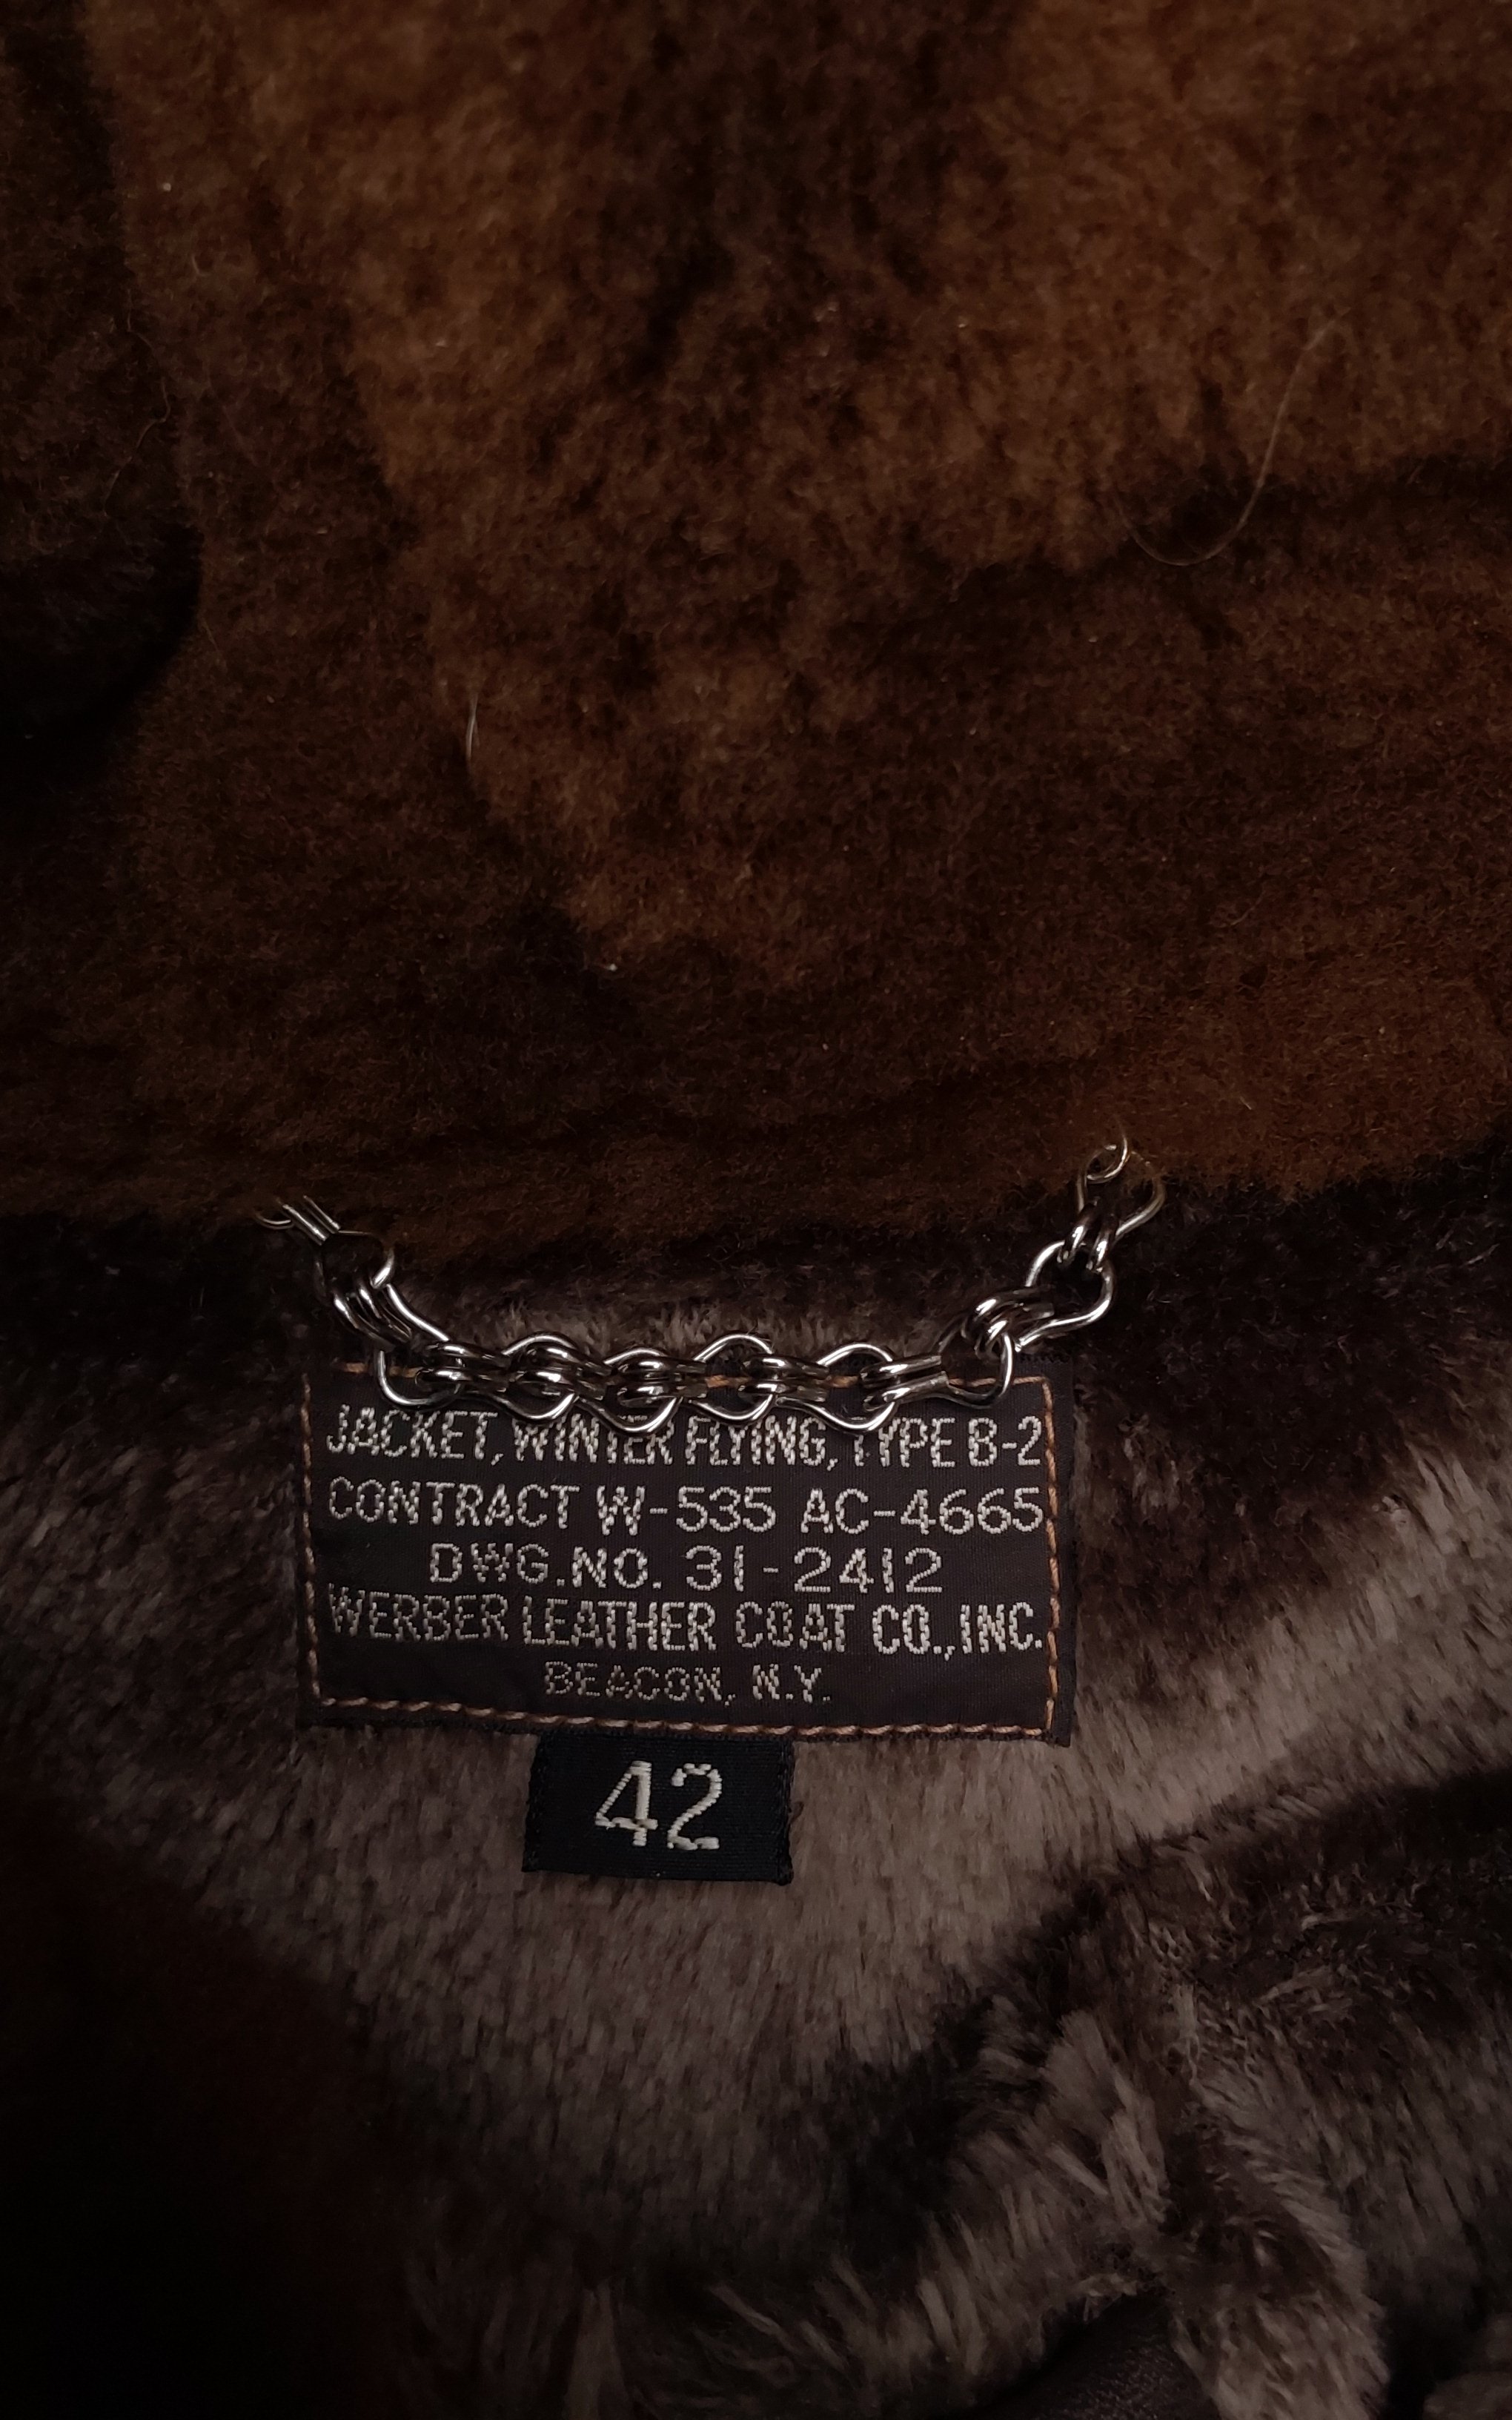 JACKET, WINTER FLYING, TYPE B-2
CONTRACT W-535 AC-4665
DWG.NO. 31-2412
WERBER LEATHER COAT CO.,INC.
BEACON, N.Y.
42